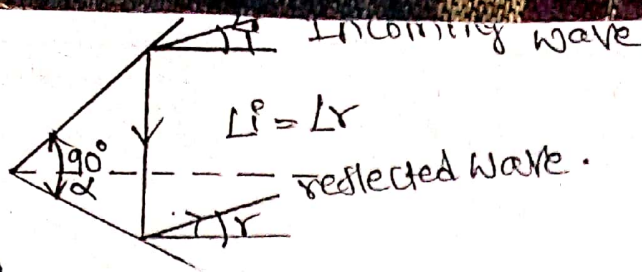 Incoming wave
∠i = ∠r
90°
α
reflected wave.
r